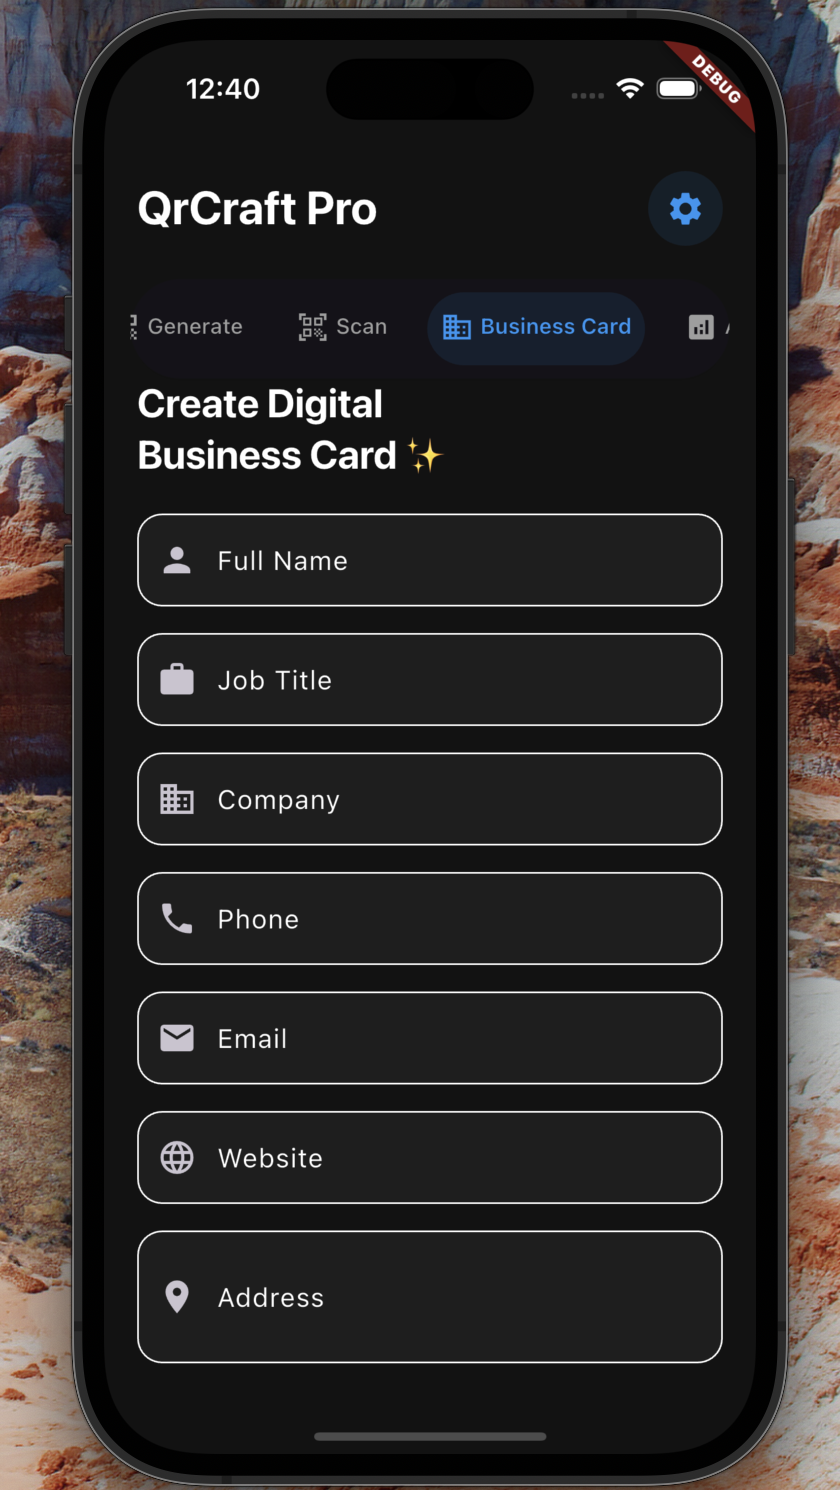 12:40
DEBUG
QrCraft Pro
Generate
Scan
Business Card
Create Digital
Business Card ✨
Full Name
Job Title
Company
Phone
Email
Website
Address